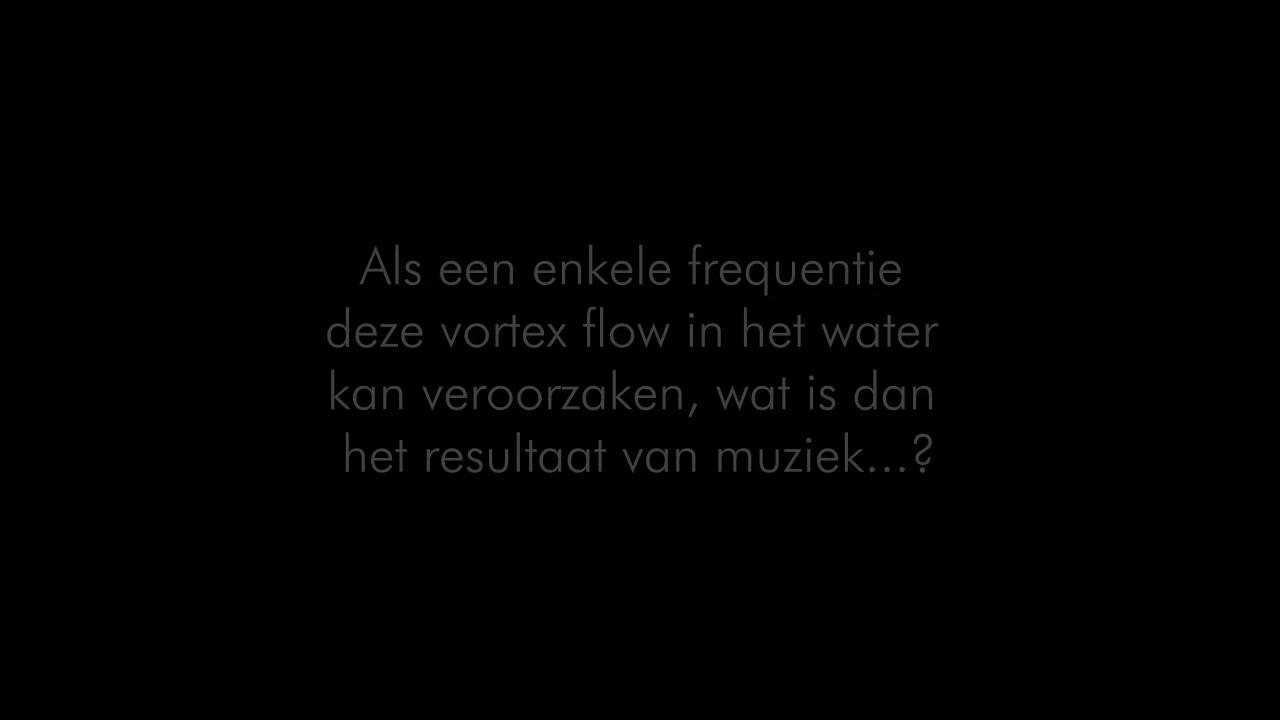 Als een enkele frequentie
deze vortex flow in het water
kan veroorzaken, wat is dan
het resultaat van muziek...?